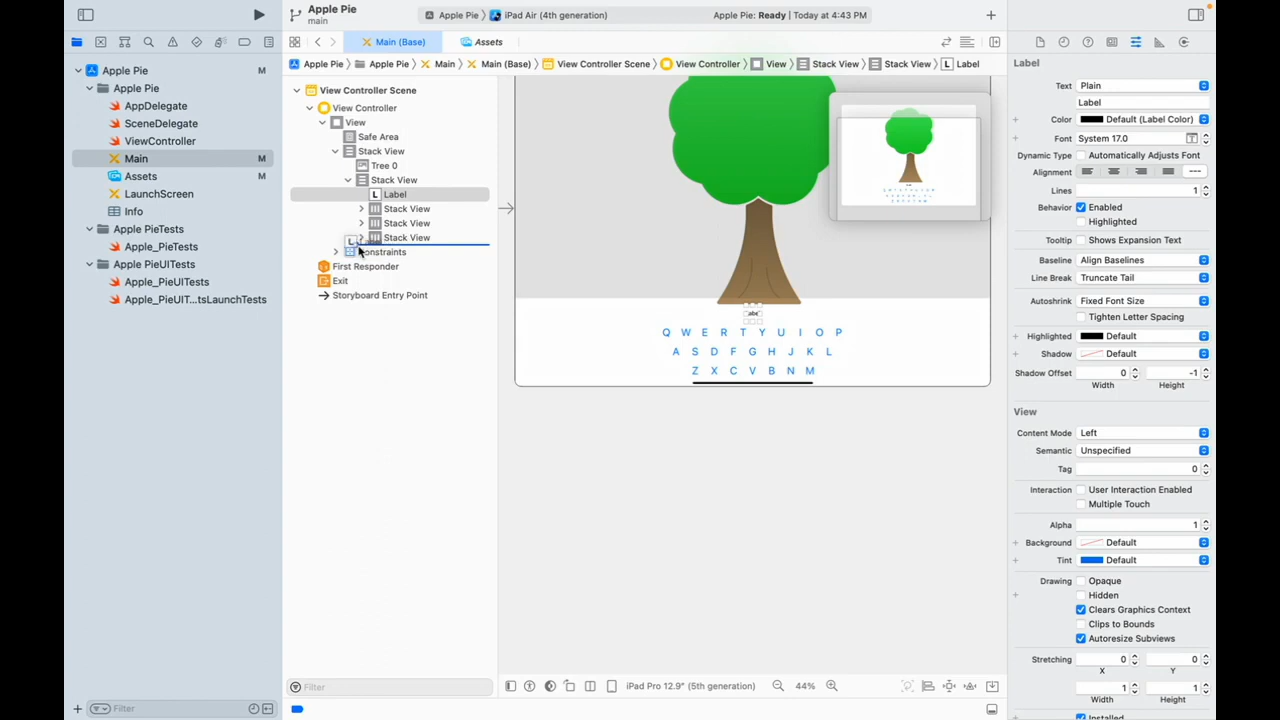 Apple Pie
main
Apple Pie
iPad Air (4th generation)
Apple Pie: Ready | Today at 4:43 PM
Main (Base)
Assets
Apple Pie
Apple Pie
Main
Main (Base)
View Controller Scene
View Controller
View
Stack View
Stack View
L Label
Apple Pie M
Apple Pie
AppDelegate
SceneDelegate
ViewController
Main M
Assets M
LaunchScreen
Info
Apple_PieTests
Apple_PieTests
Apple PieUITests
Apple_PieUITests
Apple_PieUIT...tsLaunchTests
Filter
View Controller Scene
View Controller
View
Safe Area
Stack View
Tree 0
Stack View
L Label
Stack View
Stack View
Stack View
Constraints
First Responder
Exit
Storyboard Entry Point
Filter
Label
Q W E R T Y U I O P
A S D F G H J K L
Z X C V B N M
iPad Pro 12.9" (5th generation)
44%
Label
Text Plain
Label
Color Default (Label Color)
Font System 17.0
Dynamic Type Automatically Adjusts Font
Alignment
Lines 1
Behavior Enabled
Highlighted
Tooltip Shows Expansion Text
Baseline Align Baselines
Line Break Truncate Tail
Autoshrink Fixed Font Size
Tighten Letter Spacing
Highlighted Default
Shadow Default
Shadow Offset 0 -1
Width Height
View
Content Mode Left
Semantic Unspecified
Tag 0
Interaction User Interaction Enabled
Multiple Touch
Alpha 1
Background Default
Tint Default
Drawing Opaque
Hidden
Clears Graphics Context
Clips to Bounds
Autoresize Subviews
Stretching 0 0
X Y
1 1
Width Height
Installed